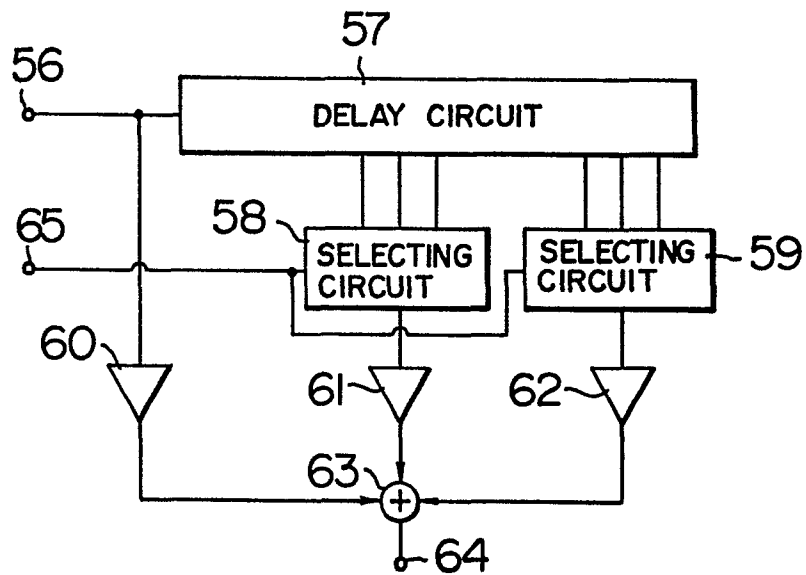 57
56
DELAY CIRCUIT
58
65
SELECTING
CIRCUIT
SELECTING
CIRCUIT
59
60
61
62
63
64